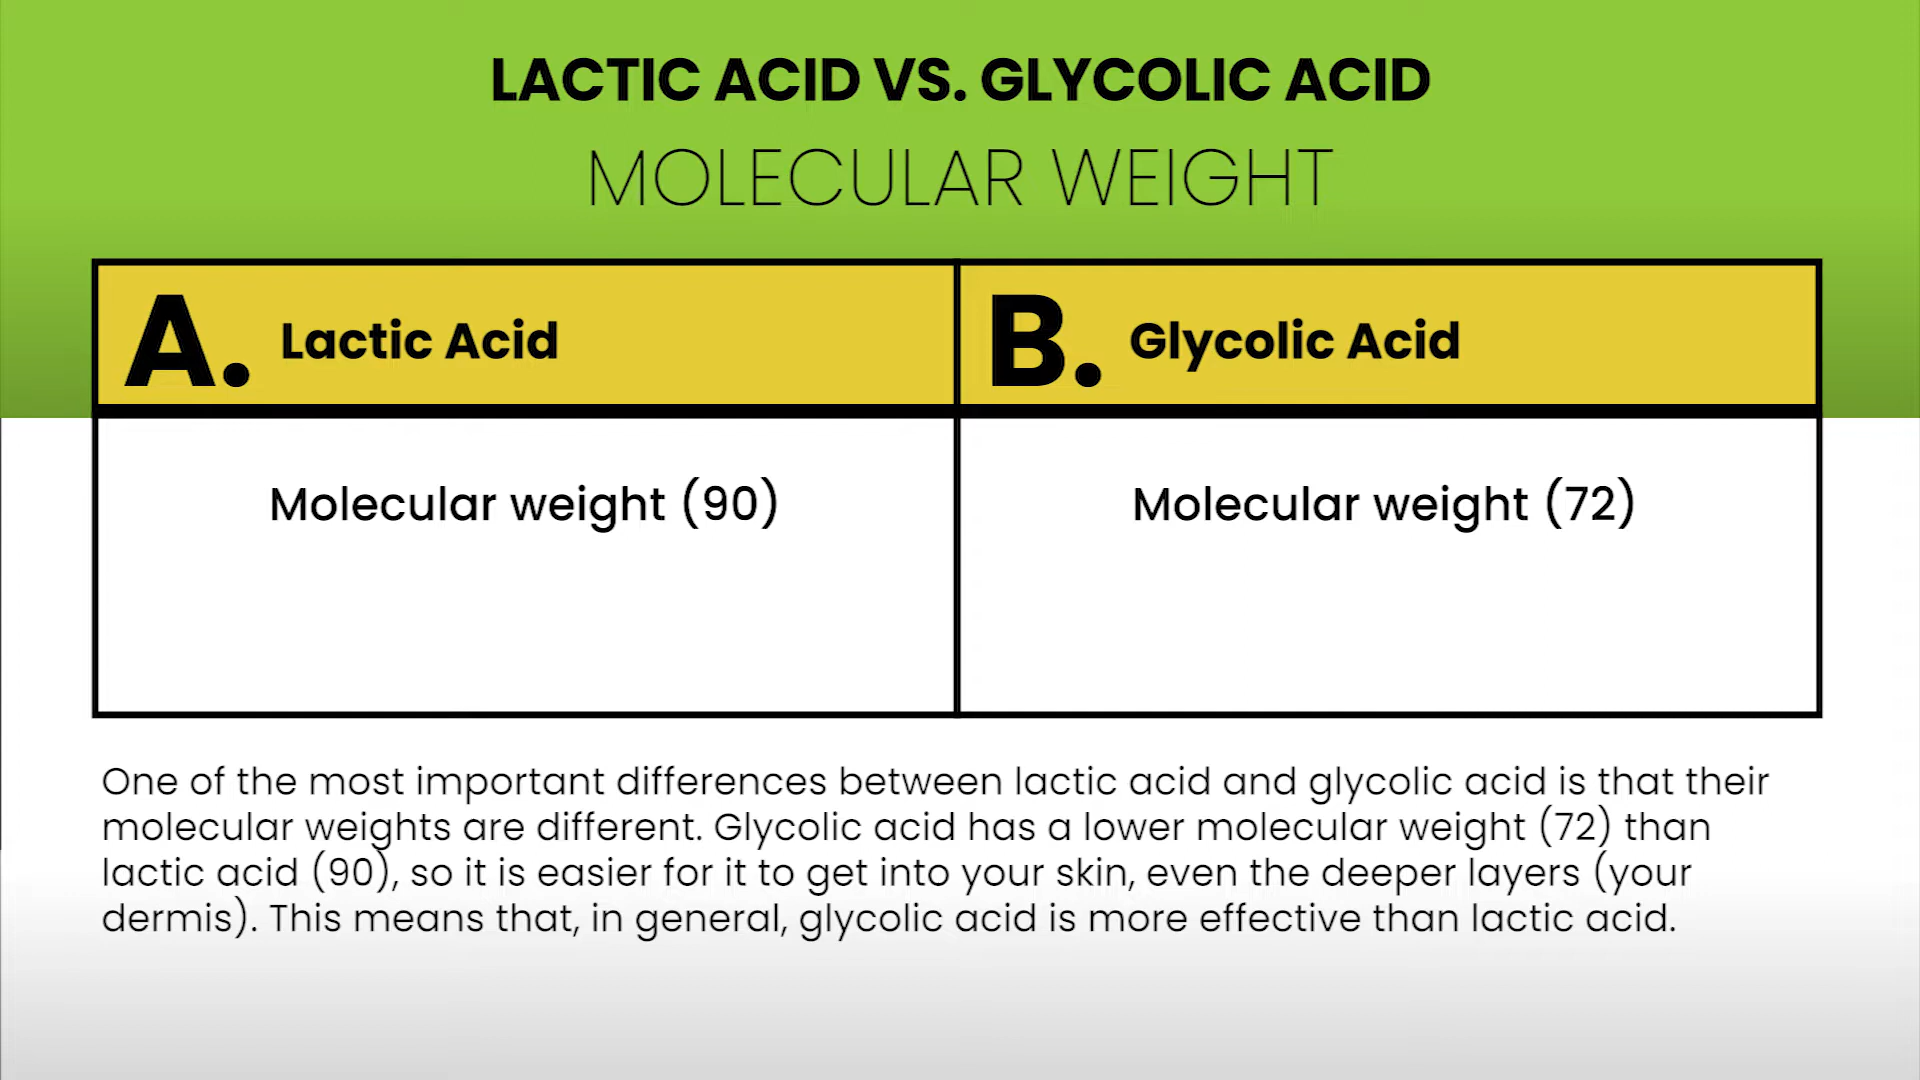 LACTIC ACID VS. GLYCOLIC ACID
MOLECULAR WEIGHT
A. Lactic Acid
B. Glycolic Acid
Molecular weight (90)
Molecular weight (72)
One of the most important differences between lactic acid and glycolic acid is that their
molecular weights are different. Glycolic acid has a lower molecular weight (72) than
lactic acid (90), so it is easier for it to get into your skin, even the deeper layers (your
dermis). This means that, in general, glycolic acid is more effective than lactic acid.